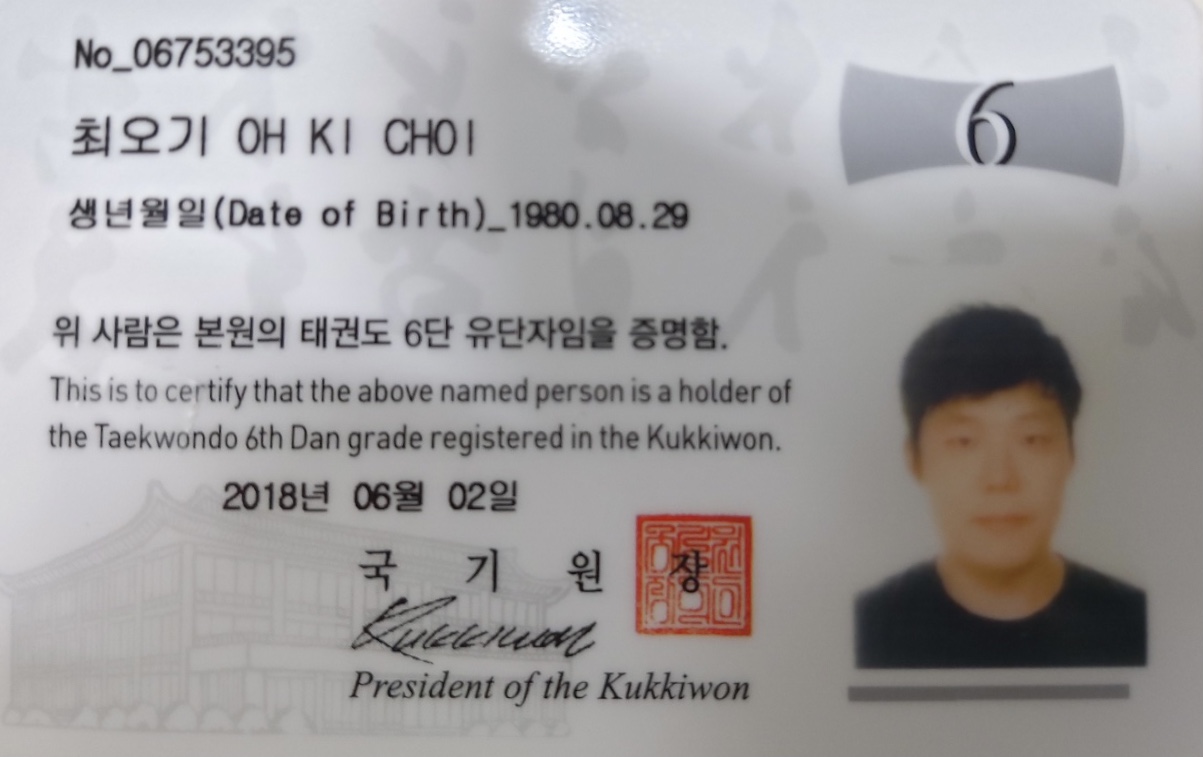 No_06753395
6
최오기 OH KI CHOI
생년월일(Date of Birth)_1980.08.29
위 사람은 본원의 태권도 6단 유단자임을 증명함.
This is to certify that the above named person is a holder of
the Taekwondo 6th Dan grade registered in the Kukkiwon.
2018년 06월 02일
국 기 원 장
Kukkiwon
President of the Kukkiwon